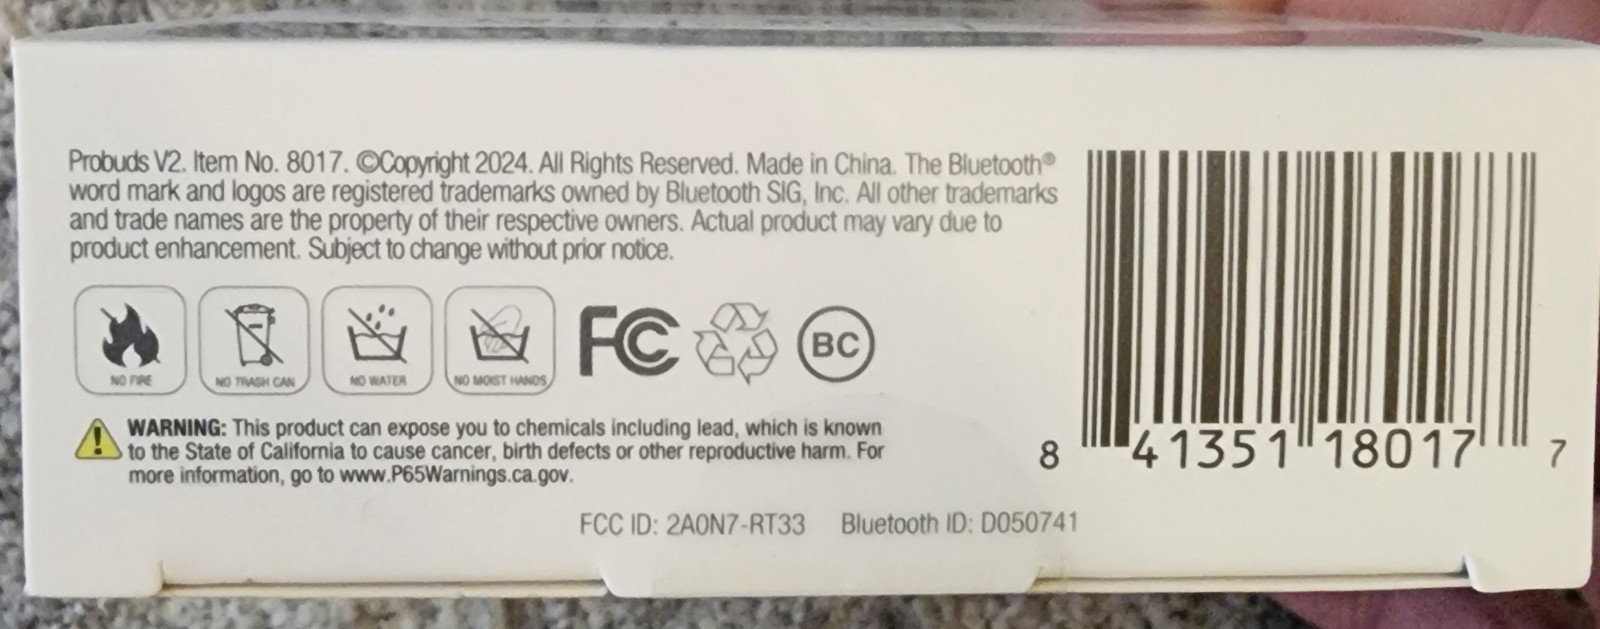 Probuds V2. Item No. 8017. ©Copyright 2024. All Rights Reserved. Made in China. The Bluetooth®
word mark and logos are registered trademarks owned by Bluetooth SIG, Inc. All other trademarks
and trade names are the property of their respective owners. Actual product may vary due to
product enhancement. Subject to change without prior notice.
NO FIRE
NO TRASH CAN
NO WATER
NO MOIST HANDS
FC
BC
WARNING: This product can expose you to chemicals including lead, which is known
to the State of California to cause cancer, birth defects or other reproductive harm. For
more information, go to www.P65Warnings.ca.gov.
8 41351 18017 7
FCC ID: 2A0N7-RT33 Bluetooth ID: D050741